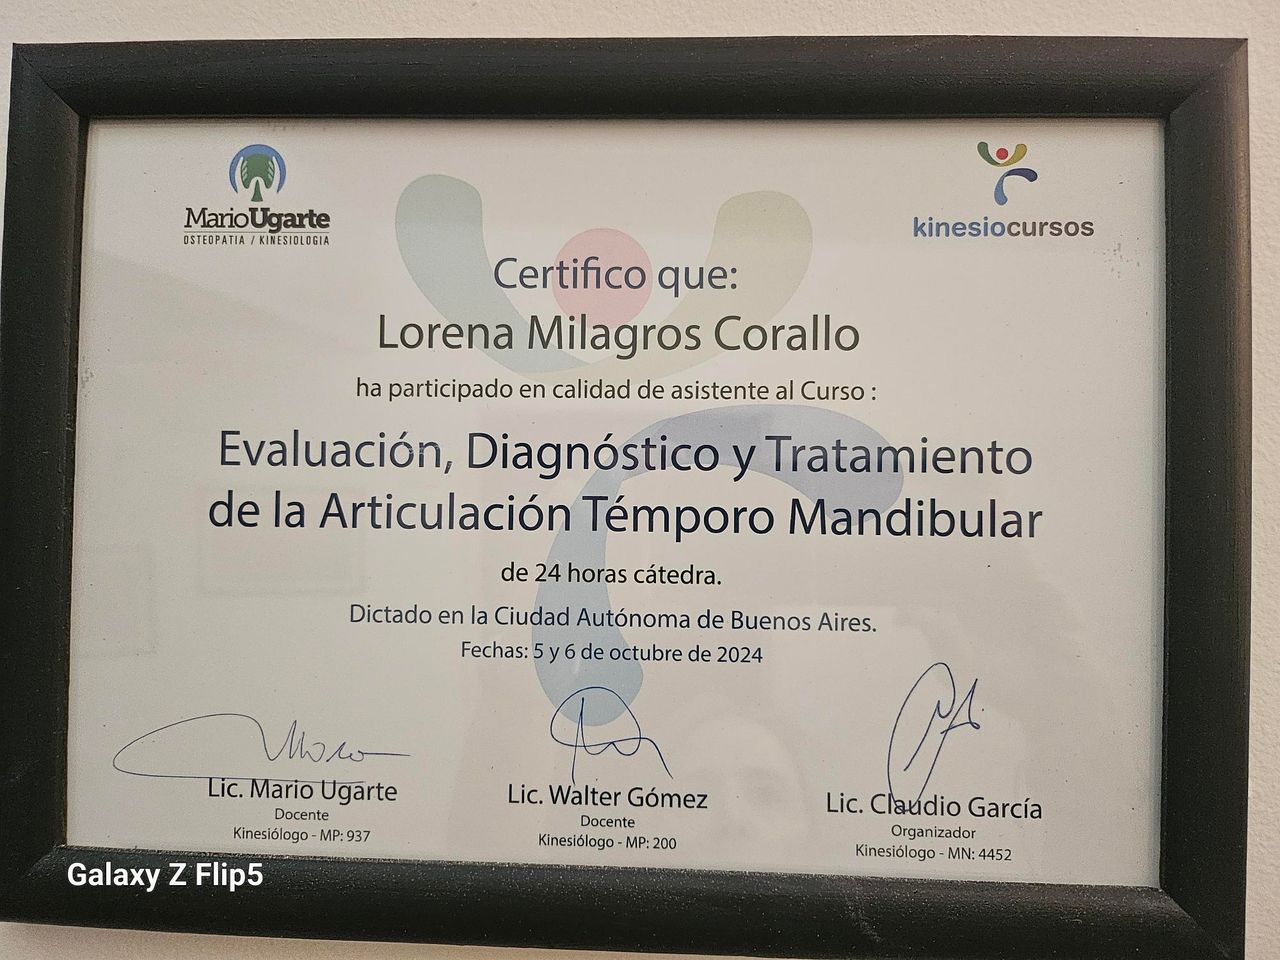 MarioUgarte
OSTEOPATIA / KINESIOLOGIA
kinesiocursos
Certifico que:
Lorena Milagros Corallo
ha participado en calidad de asistente al Curso :
Evaluación, Diagnóstico y Tratamiento
de la Articulación Témporo Mandibular
de 24 horas cátedra.
Dictado en la Ciudad Autónoma de Buenos Aires.
Fechas: 5 y 6 de octubre de 2024
Lic. Mario Ugarte
Docente
Kinesiólogo - MP: 937
Lic. Walter Gómez
Docente
Kinesiólogo - MP: 200
Lic. Claudio García
Organizador
Kinesiólogo - MN: 4452
Galaxy Z Flip5